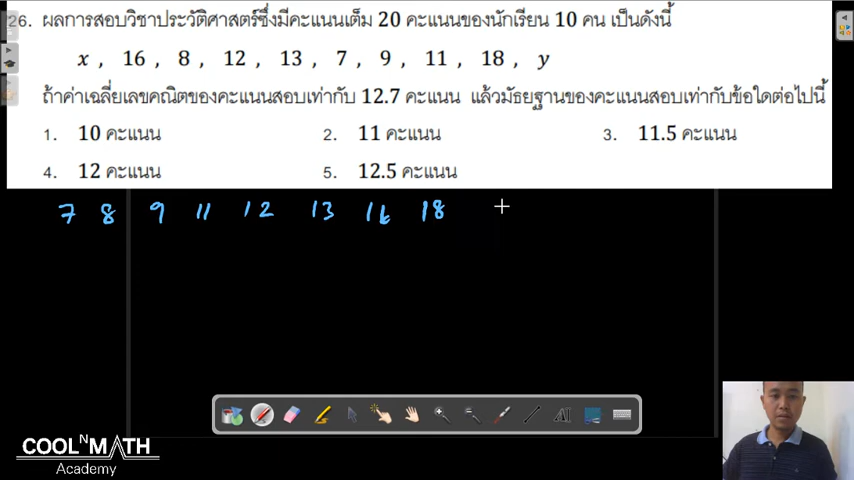 26. ผลการสอบวิชาประวัติศาสตร์ซึ่งมีคะแนนเต็ม 20 คะแนนของนักเรียน 10 คน เป็นดังนี้
x , 16 , 8 , 12 , 13 , 7 , 9 , 11 , 18 , y
ถ้าค่าเฉลี่ยเลขคณิตของคะแนนสอบเท่ากับ 12.7 คะแนน แล้วมัธยฐานของคะแนนสอบเท่ากับข้อใดต่อไปนี้
1. 10 คะแนน 2. 11 คะแนน 3. 11.5 คะแนน
4. 12 คะแนน 5. 12.5 คะแนน
7 8 9 11 12 13 16 18
AI
COOL N MATH
Academy